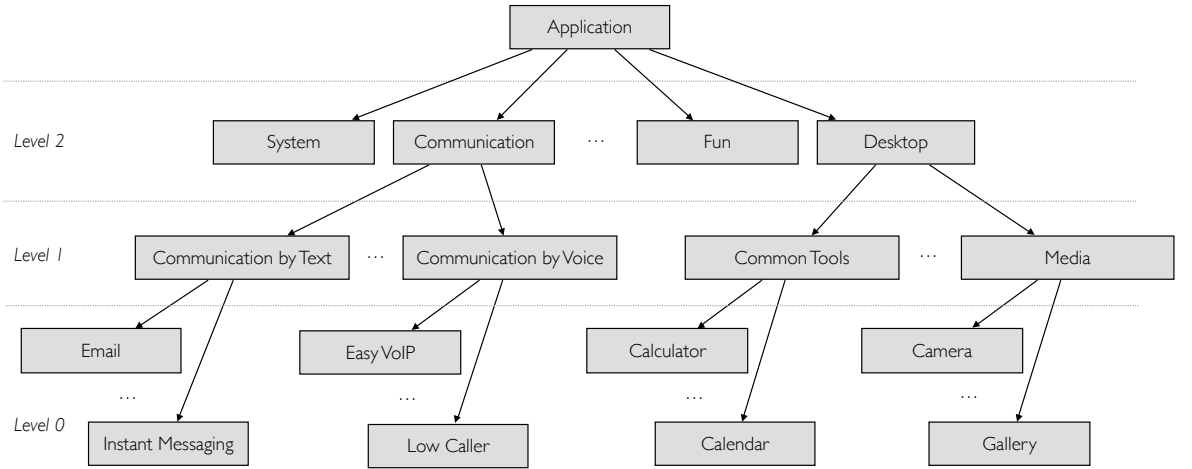 Application
Level 2
System
Communication
...
Fun
Desktop
Level 1
Communication by Text
...
Communication by Voice
Common Tools
...
Media
Email
Easy VoIP
Calculator
Camera
...
...
...
...
Level 0
Instant Messaging
Low Caller
Calendar
Gallery